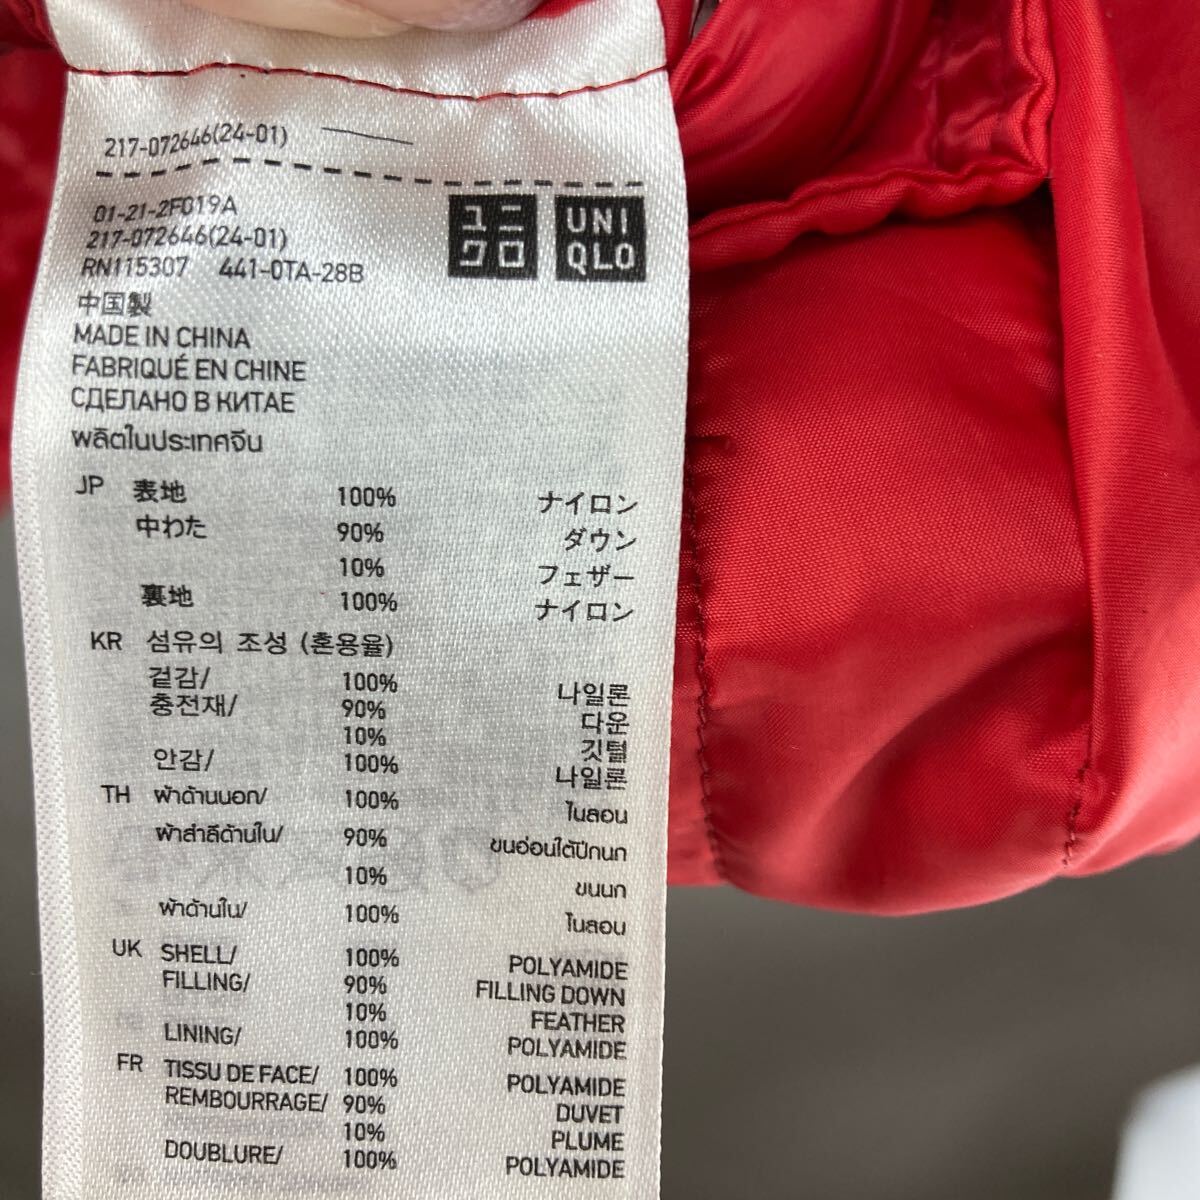 217-072646(24-01)
01-21-2F019A
217-072646(24-01)
RN115307 441-0TA-28B
ユニ
クロ
UNI
QLO
中国製
MADE IN CHINA
FABRIQUÉ EN CHINE
СДЕЛАНО В КИТАЕ
ผลิตในประเทศจีน
JP 表地 100% ナイロン
中わた 90% ダウン
10% フェザー
裏地 100% ナイロン
KR 섬유의 조성 (혼용율)
겉감/ 100% 나일론
충전재/ 90% 다운
10% 깃털
안감/ 100% 나일론
TH ผ้าด้านนอก/ 100% ไนลอน
ผ้าสำลีด้านใน/ 90% ขนอ่อนใต้ปีกนก
10% ขนนก
ผ้าด้านใน/ 100% ไนลอน
UK SHELL/ 100% POLYAMIDE
FILLING/ 90% FILLING DOWN
10% FEATHER
LINING/ 100% POLYAMIDE
FR TISSU DE FACE/ 100% POLYAMIDE
REMBOURRAGE/ 90% DUVET
10% PLUME
DOUBLURE/ 100% POLYAMIDE